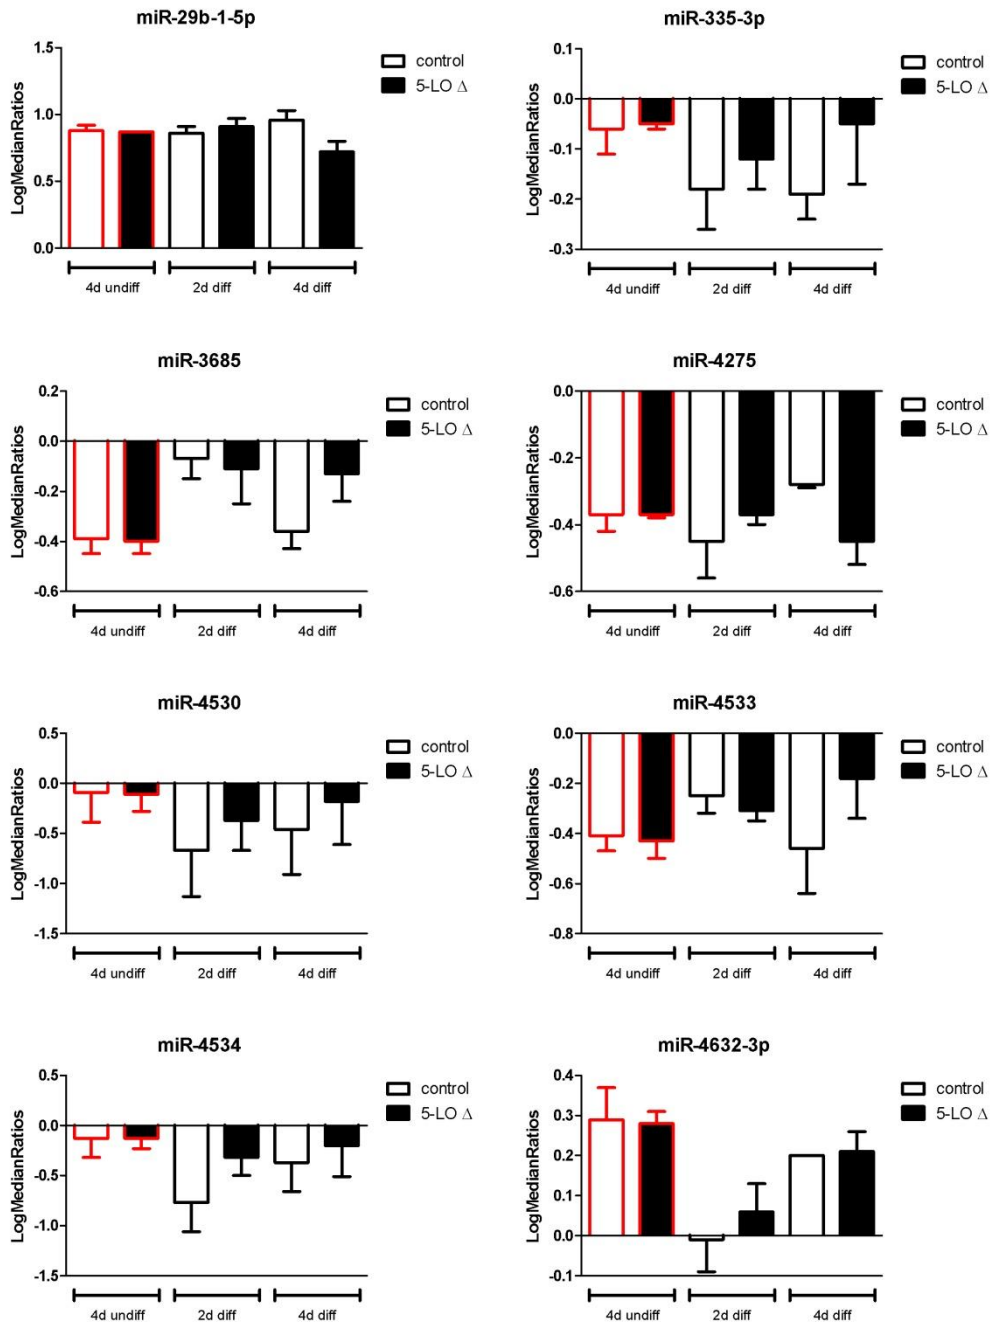 miR-29b-1-5p
control
5-LO Δ
LogMedianRatios
1.5
1.0
0.5
0.0
4d undiff
2d diff
4d diff
miR-335-3p
control
5-LO Δ
LogMedianRatios
0.1
0.0
-0.1
-0.2
-0.3
4d undiff
2d diff
4d diff
miR-3685
control
5-LO Δ
LogMedianRatios
0.2
0.0
-0.2
-0.4
-0.6
4d undiff
2d diff
4d diff
miR-4275
control
5-LO Δ
LogMedianRatios
0.0
-0.2
-0.4
-0.6
4d undiff
2d diff
4d diff
miR-4530
control
5-LO Δ
LogMedianRatios
0.5
0.0
-0.5
-1.0
-1.5
4d undiff
2d diff
4d diff
miR-4533
control
5-LO Δ
LogMedianRatios
0.0
-0.2
-0.4
-0.6
-0.8
4d undiff
2d diff
4d diff
miR-4534
control
5-LO Δ
LogMedianRatios
0.5
0.0
-0.5
-1.0
-1.5
4d undiff
2d diff
4d diff
miR-4632-3p
control
5-LO Δ
LogMedianRatios
0.4
0.3
0.2
0.1
0.0
-0.1
4d undiff
2d diff
4d diff